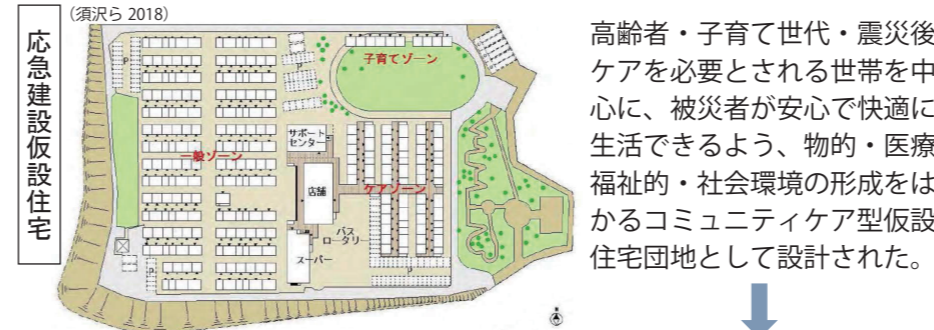 （須沢ら 2018）
応急建設仮設住宅
子育てゾーン
P
P
サポート
センター
一般ゾーン
店舗
ケアゾーン
バス
ロータリー
スーパー
P
P
高齢者・子育て世代・震災後
ケアを必要とされる世帯を中
心に、被災者が安心で快適に
生活できるよう、物的・医療
福祉的・社会環境の形成をは
かるコミュニティケア型仮設
住宅団地として設計された。